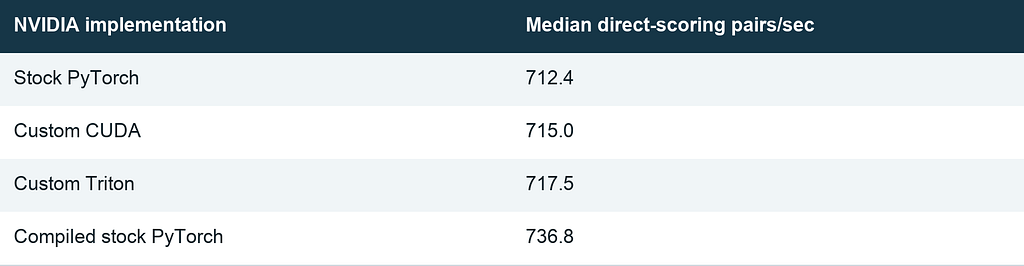 NVIDIA implementation Median direct-scoring pairs/sec
Stock PyTorch 712.4
Custom CUDA 715.0
Custom Triton 717.5
Compiled stock PyTorch 736.8